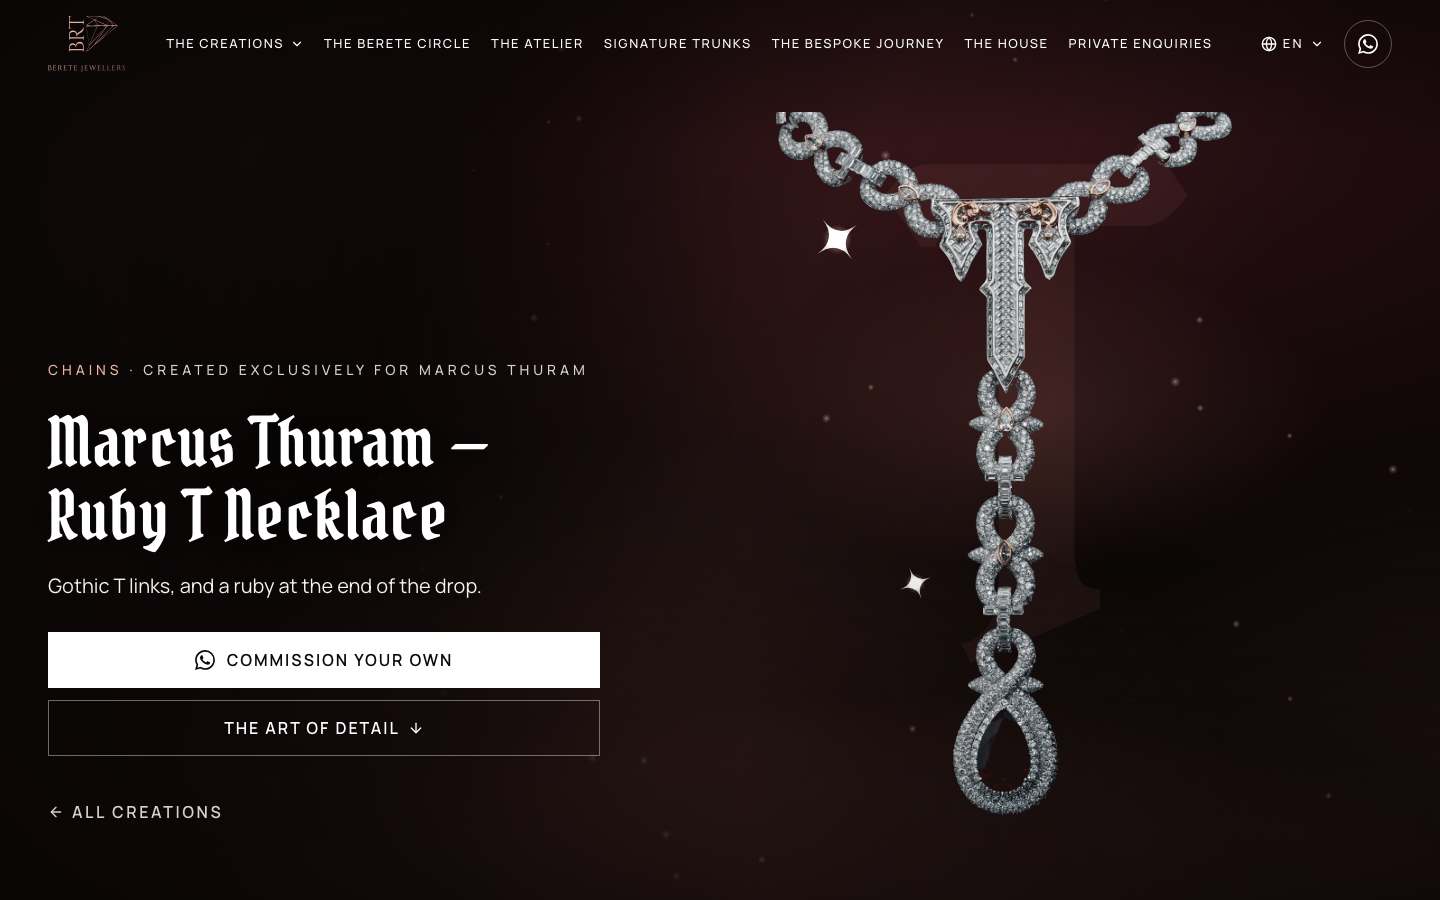 BRT
BERETE JEWELLERS
THE CREATIONS
THE BERETE CIRCLE
THE ATELIER
SIGNATURE TRUNKS
THE BESPOKE JOURNEY
THE HOUSE
PRIVATE ENQUIRIES
EN
CHAINS · CREATED EXCLUSIVELY FOR MARCUS THURAM
Marcus Thuram –
Ruby T Necklace
Gothic T links, and a ruby at the end of the drop.
COMMISSION YOUR OWN
THE ART OF DETAIL ↓
← ALL CREATIONS